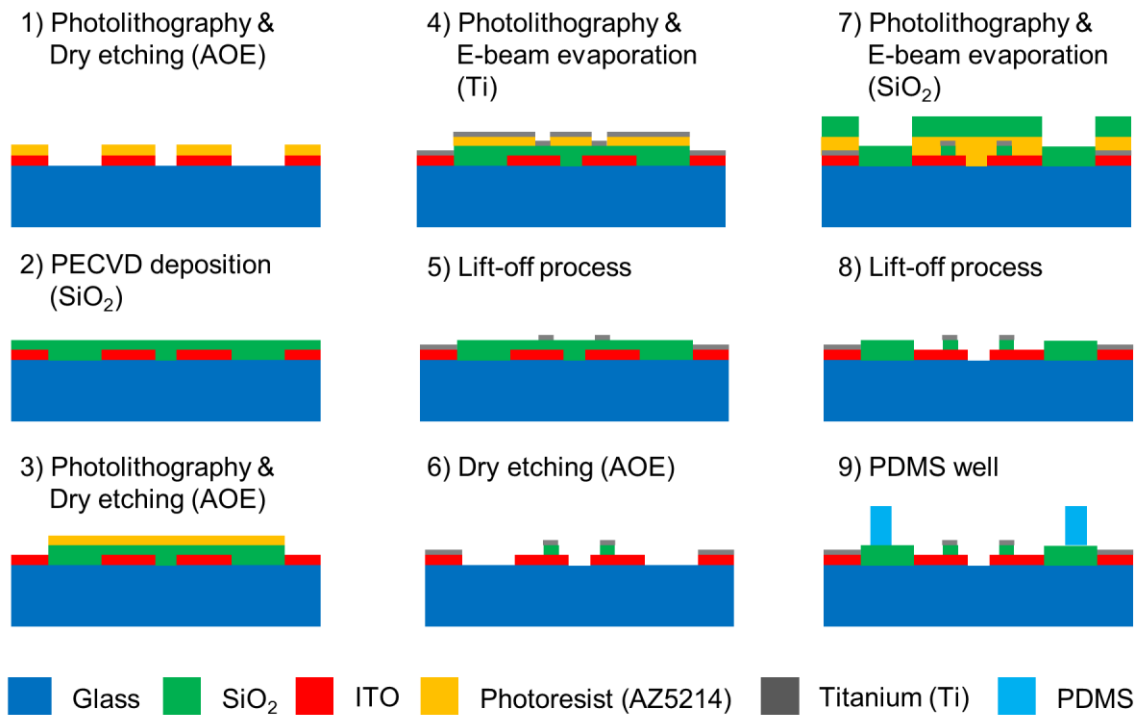 1) Photolithography &
Dry etching (AOE)
2) PECVD deposition
(SiO₂)
3) Photolithography &
Dry etching (AOE)
4) Photolithography &
E-beam evaporation
(Ti)
5) Lift-off process
6) Dry etching (AOE)
7) Photolithography &
E-beam evaporation
(SiO₂)
8) Lift-off process
9) PDMS well
Glass SiO₂ ITO Photoresist (AZ5214) Titanium (Ti) PDMS